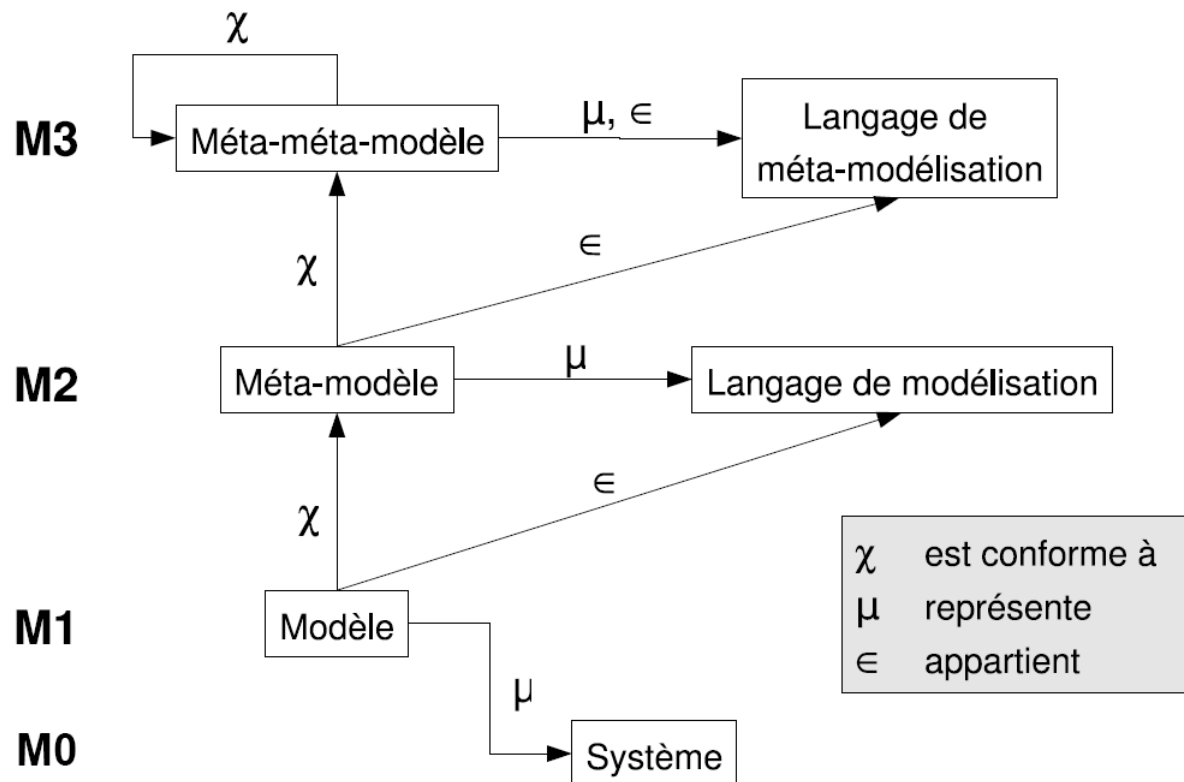 χ
M3
Méta-méta-modèle
μ, ∈
Langage de
méta-modélisation
χ
∈
M2
Méta-modèle
μ
Langage de modélisation
χ
∈
M1
Modèle
μ
M0
Système
χ est conforme à
μ représente
∈ appartient